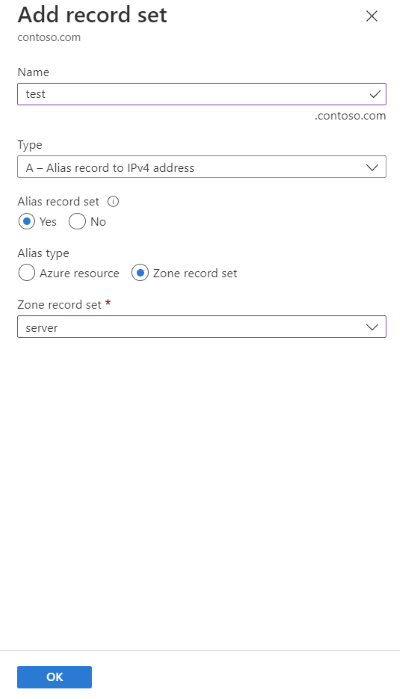 Add record set
contoso.com
Name
test
.contoso.com
Type
A – Alias record to IPv4 address
Alias record set
Yes No
Alias type
Azure resource Zone record set
Zone record set *
server
OK